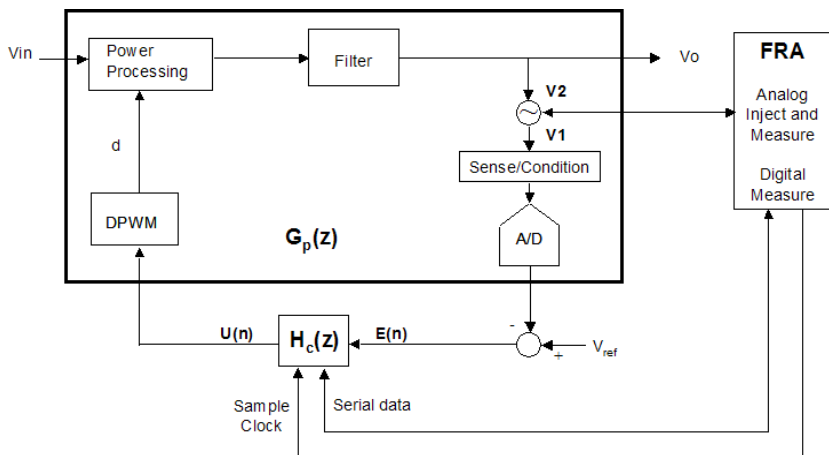 Vin
Power
Processing
Filter
Vo
FRA
Analog
Inject and
Measure
Digital
Measure
V2
V1
d
Sense/Condition
DPWM
Gp(z)
A/D
U(n)
Hc(z)
E(n)
-
+
Vref
Sample
Clock
Serial data